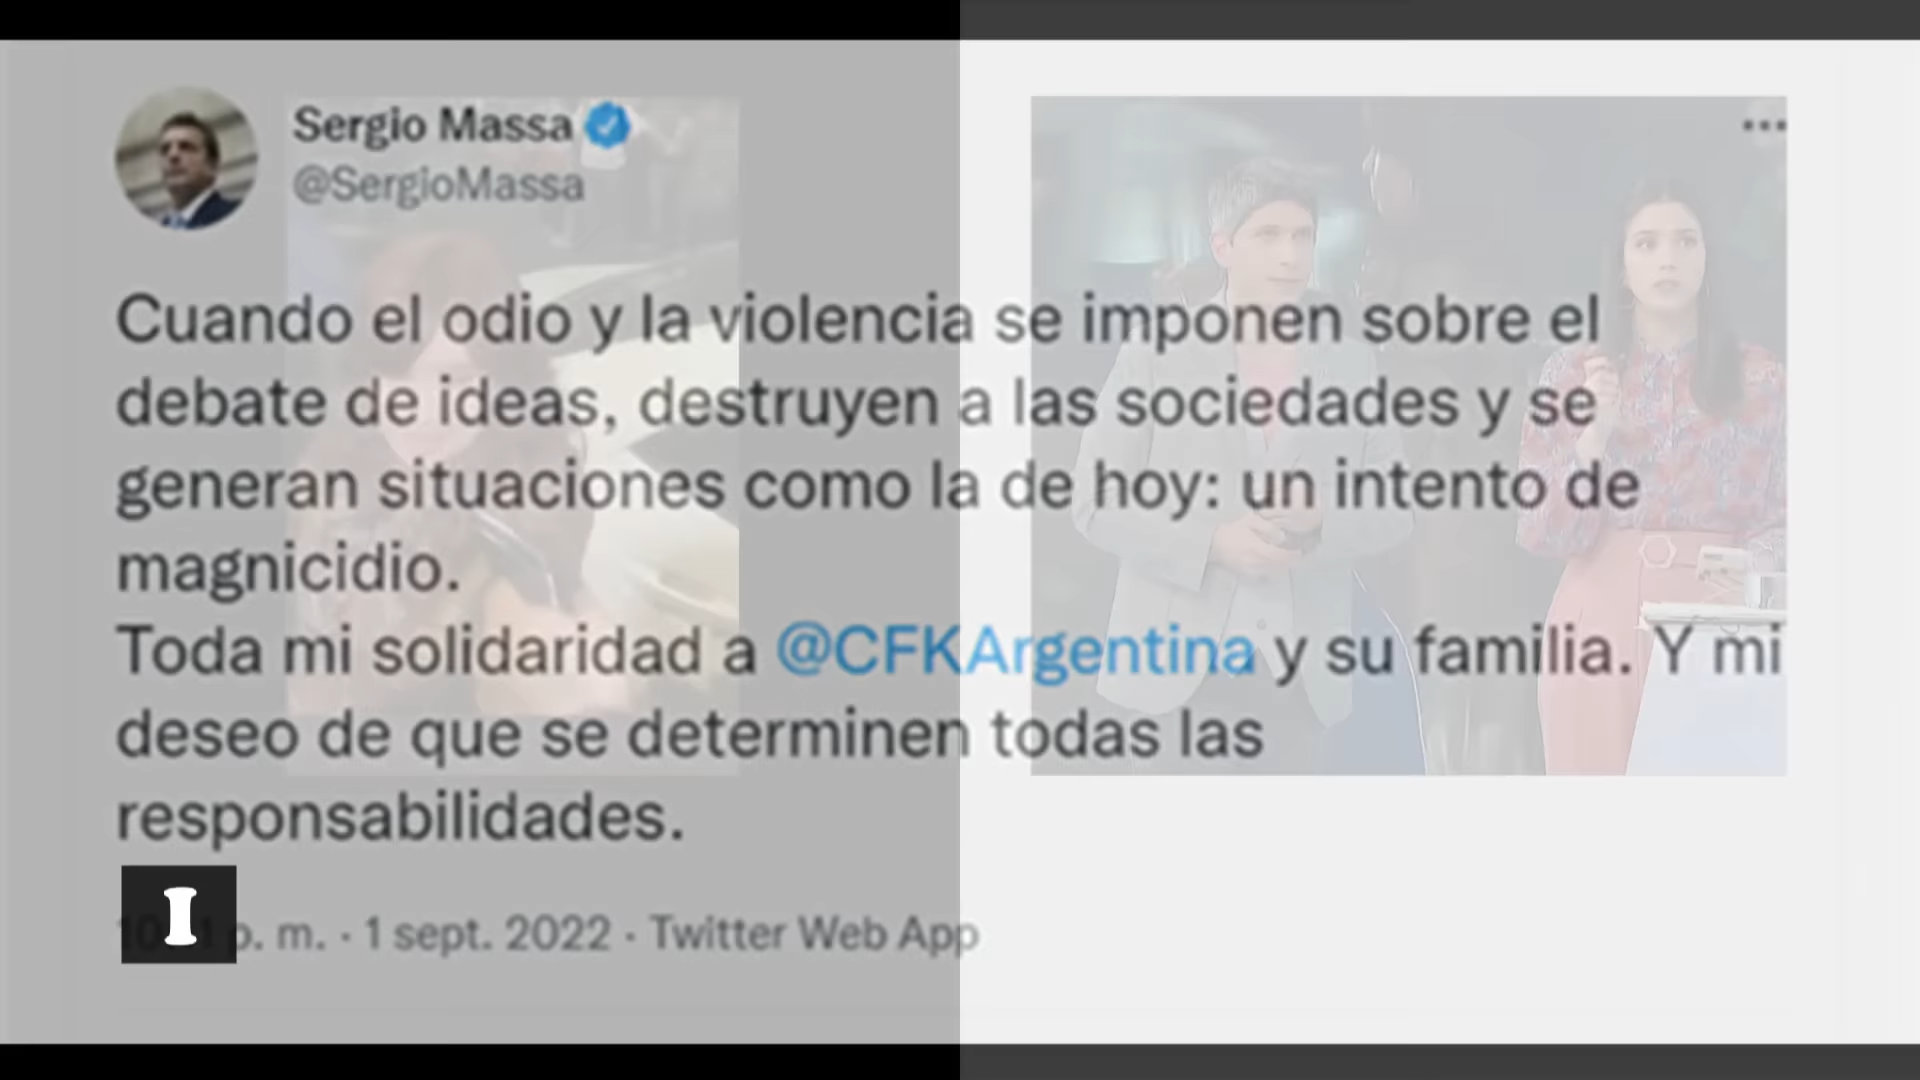 Sergio Massa
@SergioMassa
Cuando el odio y la violencia se imponen sobre el
debate de ideas, destruyen a las sociedades y se
generan situaciones como la de hoy: un intento de
magnicidio.
Toda mi solidaridad a @CFKArgentina y su familia. Y mi
deseo de que se determinen todas las
responsabilidades.
I
p. m. · 1 sept. 2022 · Twitter Web App